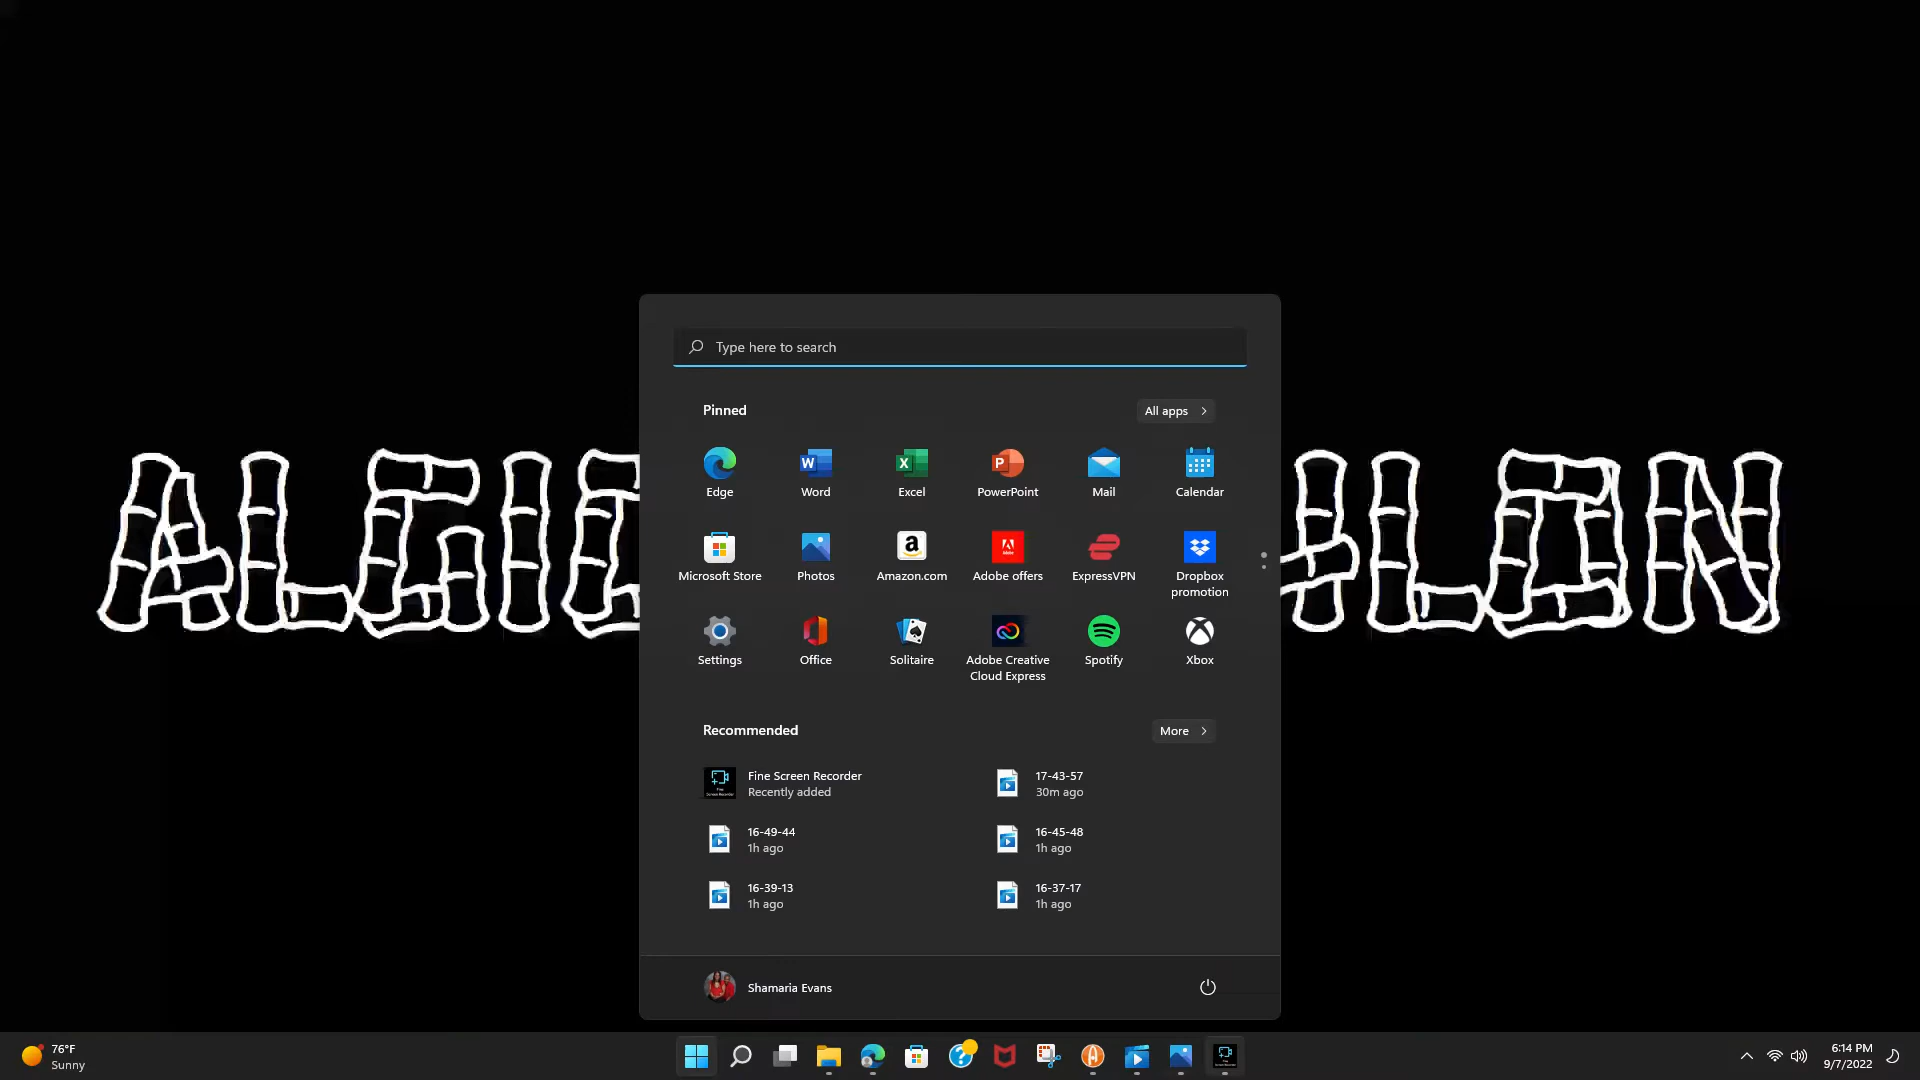 Type here to search
Pinned
All apps
Edge
Word
Excel
PowerPoint
Mail
Calendar
Microsoft Store
Photos
Amazon.com
Adobe offers
ExpressVPN
Dropbox
promotion
Settings
Office
Solitaire
Adobe Creative
Cloud Express
Spotify
Xbox
Recommended
More
Fine Screen Recorder
Recently added
17-43-57
30m ago
16-49-44
1h ago
16-45-48
1h ago
16-39-13
1h ago
16-37-17
1h ago
Shamaria Evans
76°F
Sunny
6:14 PM
9/7/2022